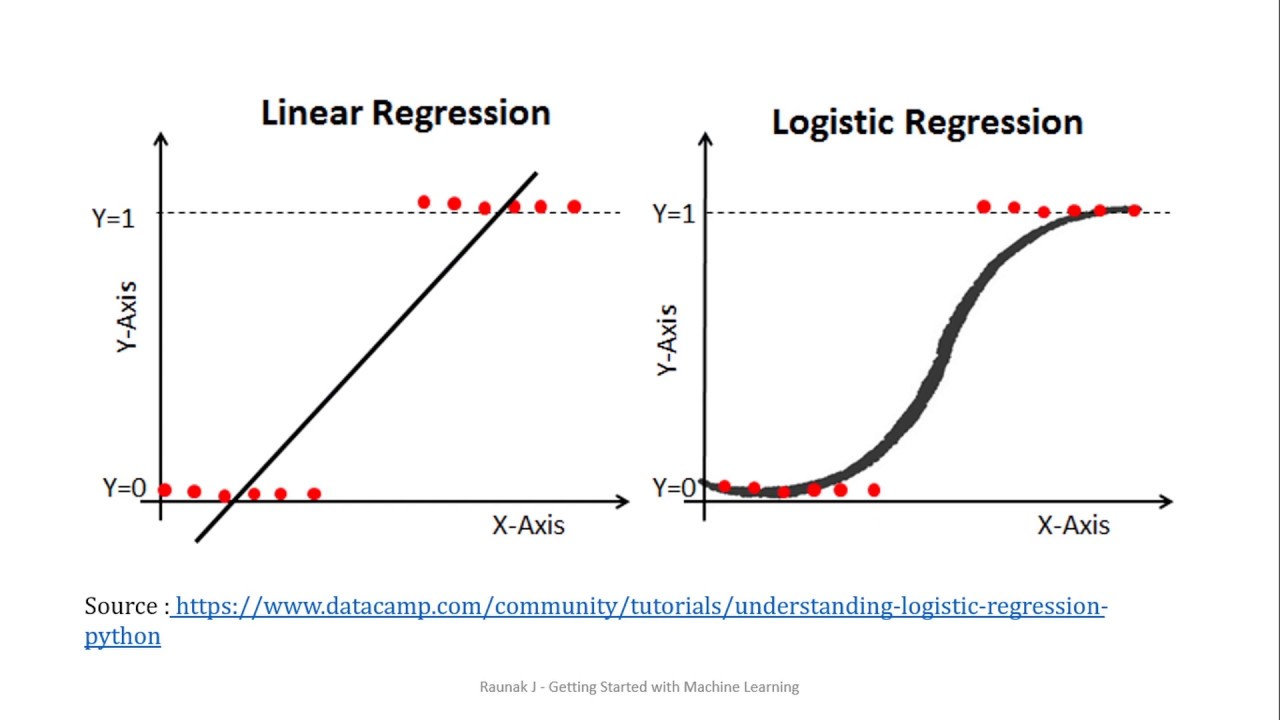 Linear Regression
Y=1
Y-Axis
Y=0
X-Axis
Logistic Regression
Y=1
Y-Axis
Y=0
X-Axis
Source : https://www.datacamp.com/community/tutorials/understanding-logistic-regression-
python
Raunak J - Getting Started with Machine Learning